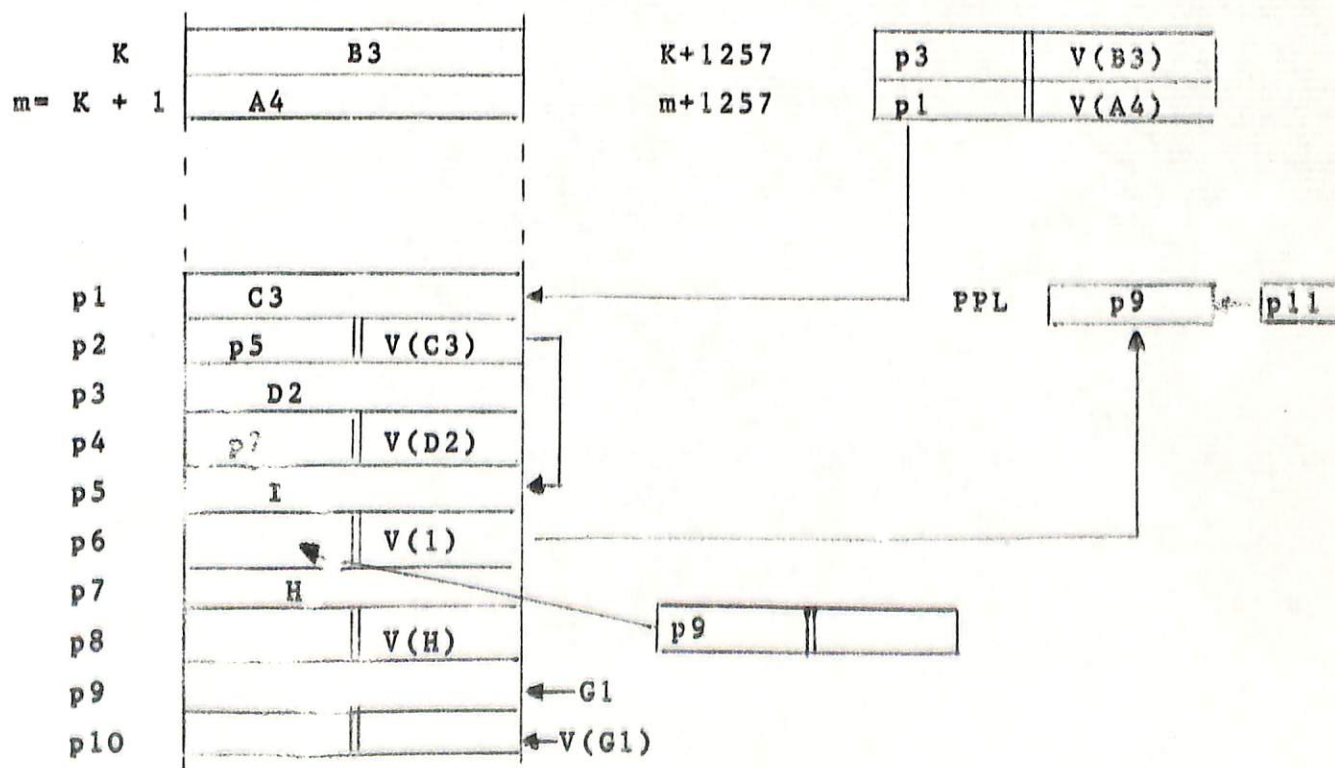 K B3 K+1257 p3 V(B3)
m= K + 1 A4 m+1257 p1 V(A4)
p1 C3 PPL p9 p11
p2 p5 V(C3)
p3 D2
p4 V(D2)
p5 I
p6 V(1)
p7 H
p9
p8 V(H)
p9 G1
p10 V(G1)